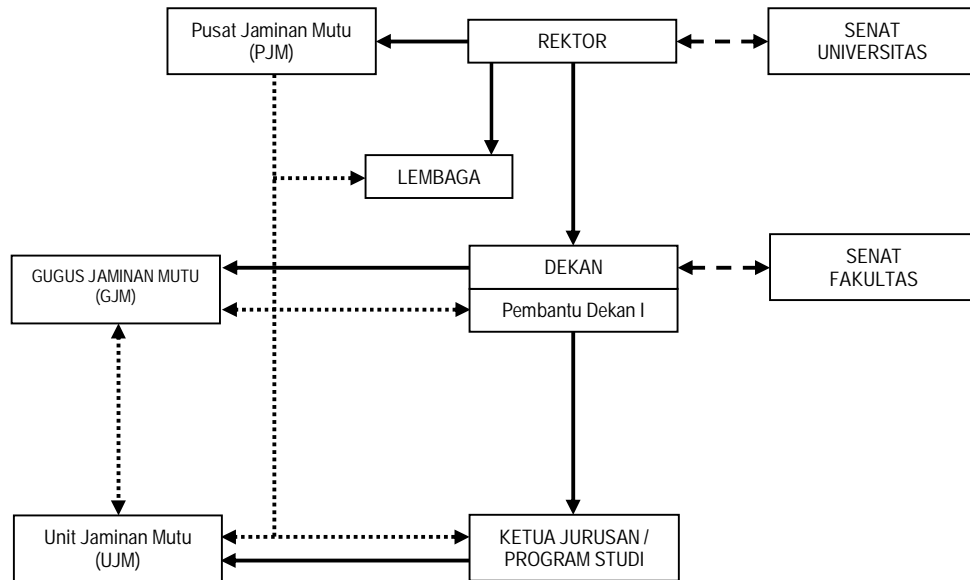 Pusat Jaminan Mutu
(PJM)
REKTOR
SENAT
UNIVERSITAS
LEMBAGA
GUGUS JAMINAN MUTU
(GJM)
DEKAN
Pembantu Dekan I
SENAT
FAKULTAS
Unit Jaminan Mutu
(UJM)
KETUA JURUSAN /
PROGRAM STUDI